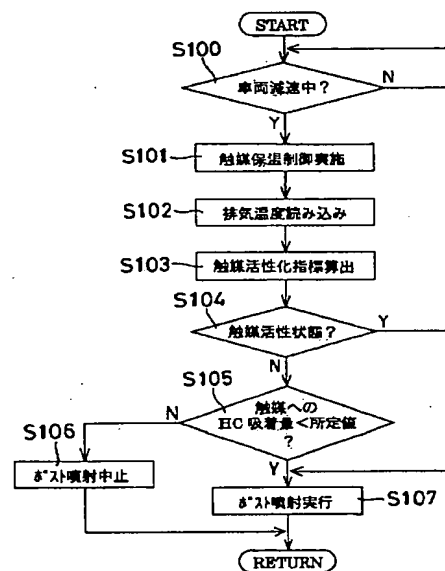 START
S100
車両減速中?
N
Y
S101
触媒保温制御実施
S102
排気温度読み込み
S103
触媒活性化指標算出
S104
触媒活性状態?
Y
N
S105
触媒への
HC吸着量<所定値
?
N
Y
S106
ポスト噴射中止
ポスト噴射実行
S107
RETURN